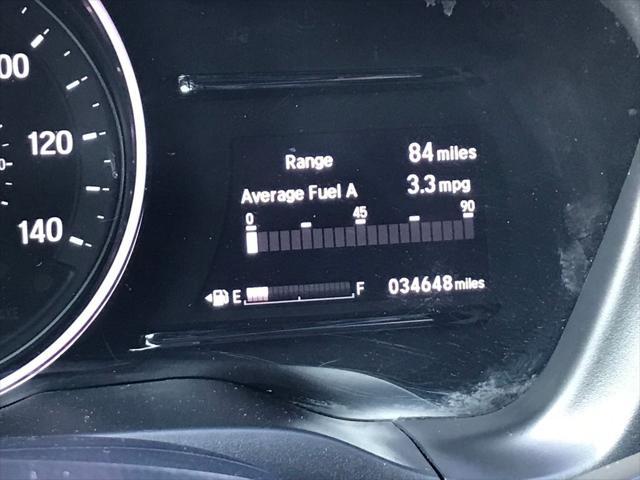 120
140
Range 84 miles
Average Fuel A 3.3 mpg
0 45 90
E F 034648 miles